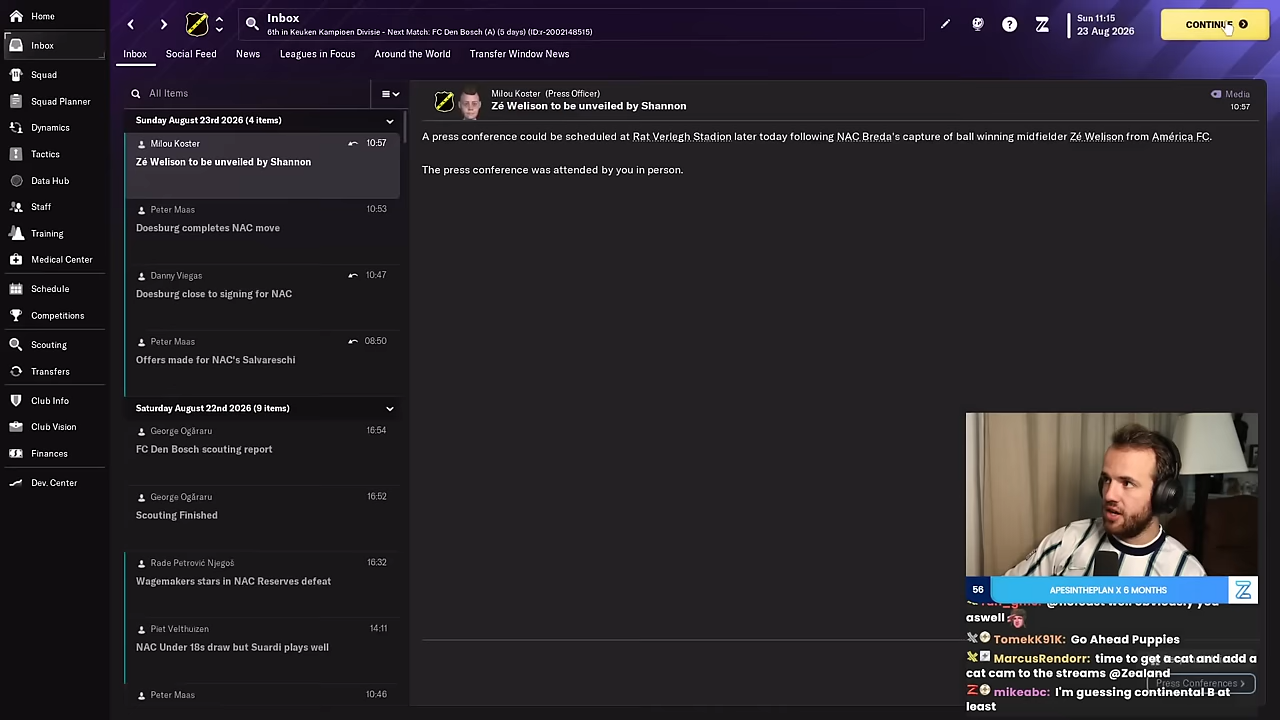 Home
Inbox
Squad
Squad Planner
Dynamics
Tactics
Data Hub
Staff
Training
Medical Center
Schedule
Competitions
Scouting
Transfers
Club Info
Club Vision
Finances
Dev. Center
Inbox
6th in Keuken Kampioen Divisie - Next Match: FC Den Bosch (A) (5 days) (ID:r-2002148515)
Sun 11:15
23 Aug 2026
CONTINUE
Inbox
Social Feed
News
Leagues in Focus
Around the World
Transfer Window News
All Items
Sunday August 23rd 2026 (4 items)
Milou Koster 10:57
Zé Welison to be unveiled by Shannon
Peter Maas 10:53
Doesburg completes NAC move
Danny Viegas 10:47
Doesburg close to signing for NAC
Peter Maas 08:50
Offers made for NAC's Salvareschi
Saturday August 22nd 2026 (9 items)
George Ogăraru 16:54
FC Den Bosch scouting report
George Ogăraru 16:52
Scouting Finished
Rade Petrović Njegoš 16:32
Wagemakers stars in NAC Reserves defeat
Piet Velthuizen 14:11
NAC Under 18s draw but Suardi plays well
Peter Maas 10:46
Milou Koster (Press Officer)
Zé Welison to be unveiled by Shannon
Media
10:57
A press conference could be scheduled at Rat Verlegh Stadion later today following NAC Breda's capture of ball winning midfielder Zé Welison from América FC.
The press conference was attended by you in person.
56
APESINTHEPLAN X 6 MONTHS
Z
well obviously you
aswell
TomekK91K: Go Ahead Puppies
MarcusRendorr: time to get a cat and add a
cat cam to the streams @Zealand
Press Conferences
mikeabc: I'm guessing continental B at
least